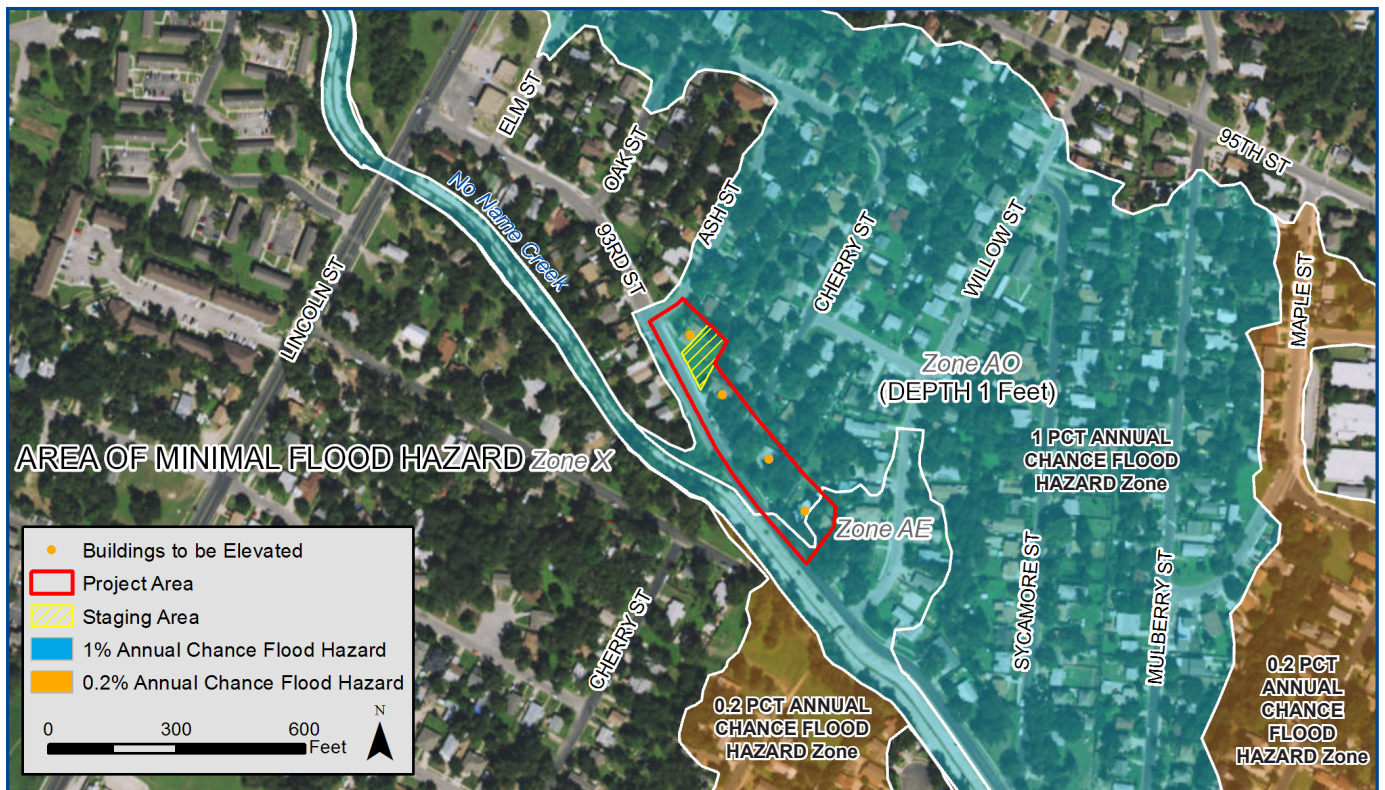 ELM ST
OAK ST
95TH ST
No Name Creek
ASH ST
93RD ST
CHERRY ST
WILLOW ST
LINCOLN ST
MAPLE ST
Zone AO
(DEPTH 1 Feet)
1 PCT ANNUAL
CHANCE FLOOD
HAZARD Zone
AREA OF MINIMAL FLOOD HAZARD Zone X
Zone AE
SYCAMORE ST
MULBERRY ST
CHERRY ST
0.2 PCT ANNUAL
CHANCE FLOOD
HAZARD Zone
0.2 PCT
ANNUAL
CHANCE
FLOOD
HAZARD Zone
Buildings to be Elevated
Project Area
Staging Area
1% Annual Chance Flood Hazard
0.2% Annual Chance Flood Hazard
N
0 300 600
Feet